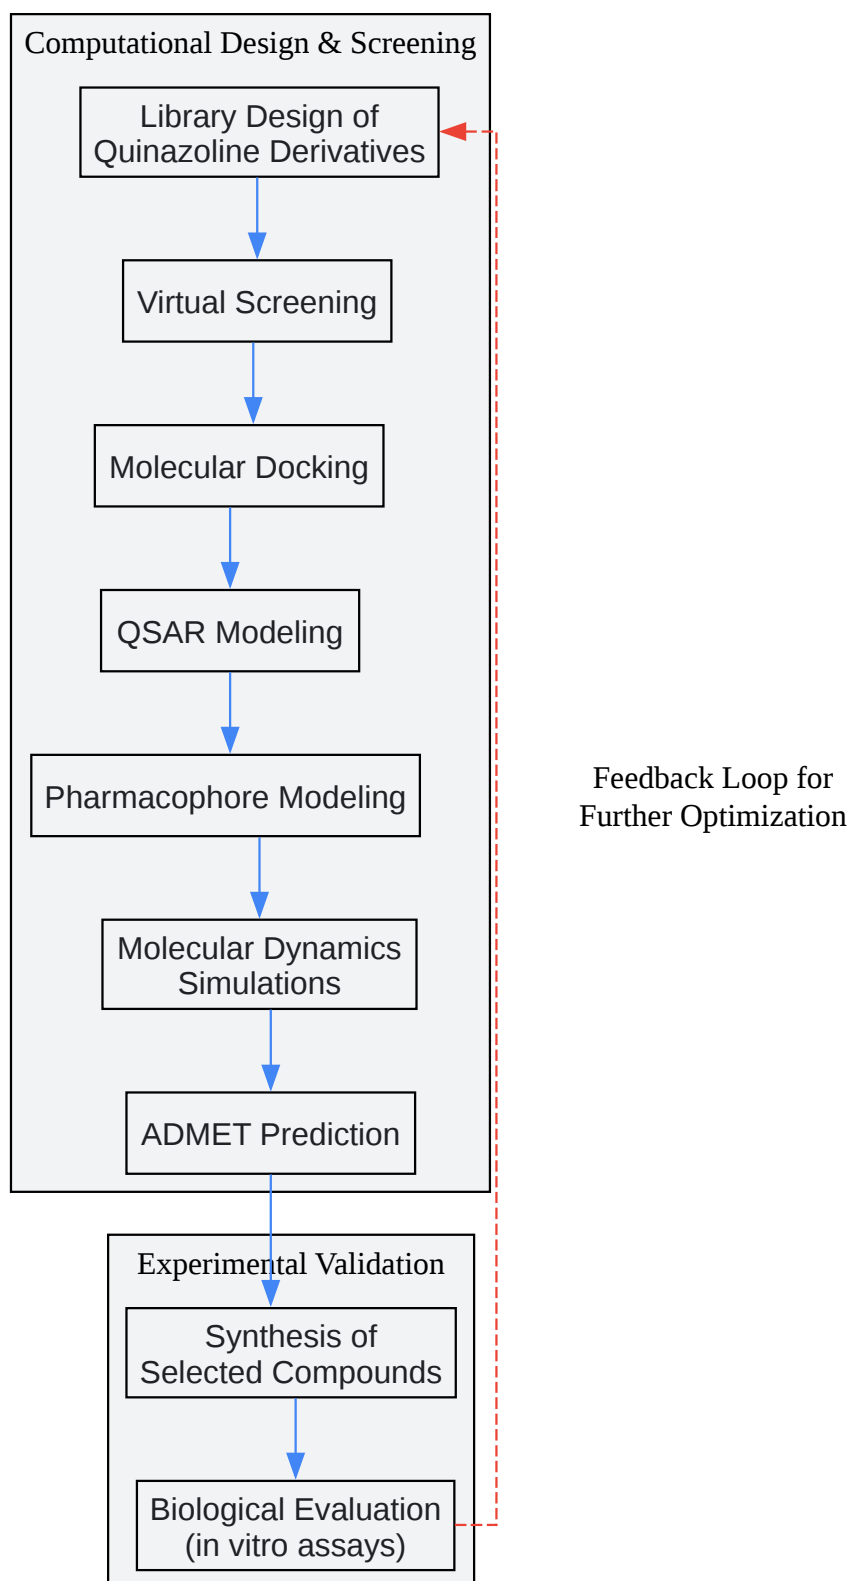 Computational Design & Screening
Library Design of
Quinazoline Derivatives
Virtual Screening
Molecular Docking
QSAR Modeling
Pharmacophore Modeling
Feedback Loop for
Further Optimization
Molecular Dynamics
Simulations
ADMET Prediction
Experimental Validation
Synthesis of
Selected Compounds
Biological Evaluation
(in vitro assays)